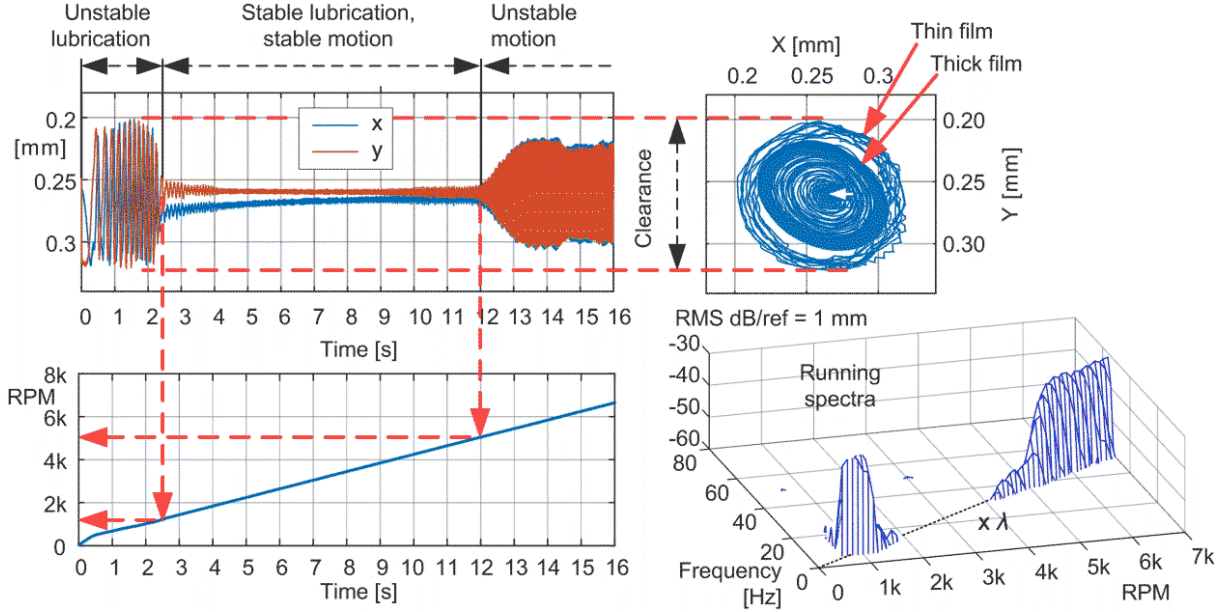 Unstable
lubrication
Stable lubrication,
stable motion
Unstable
motion
0.2
[mm]
0.25
0.3
x
y
0 1 2 3 4 5 6 7 8 9 10 11 12 13 14 15 16
Time [s]
Clearance
X [mm]
0.2 0.25 0.3
Thin film
Thick film
0.20
0.25
0.30
Y [mm]
8k
RPM
6k
4k
2k
0
0 1 2 3 4 5 6 7 8 9 10 11 12 13 14 15 16
Time [s]
RMS dB/ref = 1 mm
-30
-40
-50
-60
Running
spectra
80
60
40
20
0
Frequency
[Hz]
λ x
0 1k 2k 3k 4k 5k 6k 7k
RPM